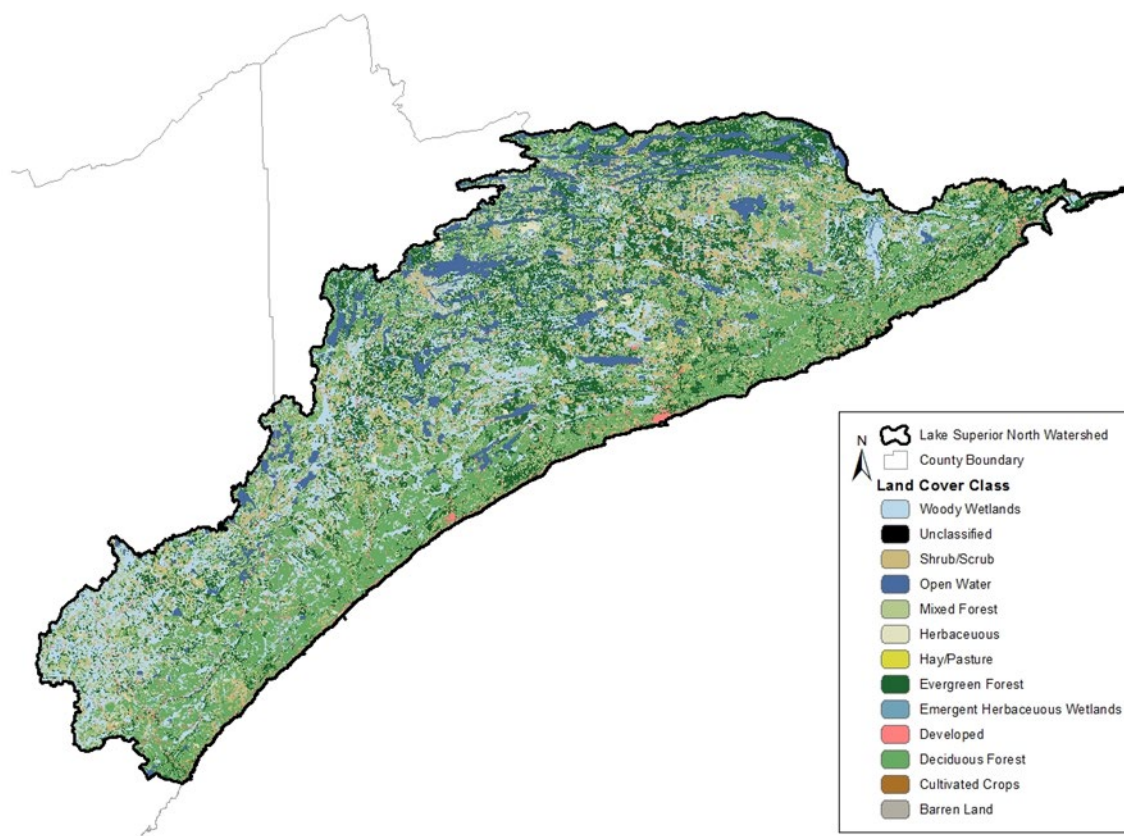 N
Lake Superior North Watershed
County Boundary
Land Cover Class
Woody Wetlands
Unclassified
Shrub/Scrub
Open Water
Mixed Forest
Herbaceuous
Hay/Pasture
Evergreen Forest
Emergent Herbaceuous Wetlands
Developed
Deciduous Forest
Cultivated Crops
Barren Land